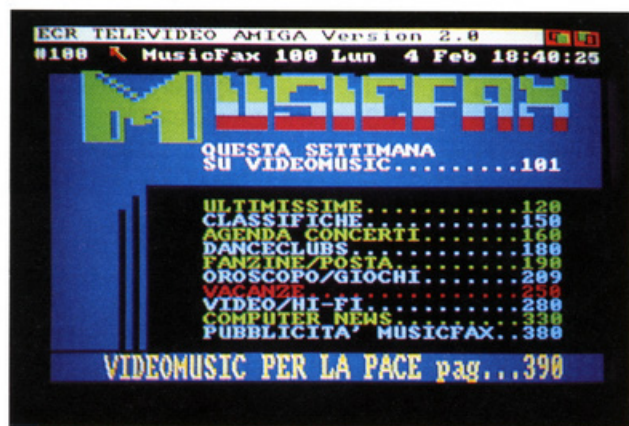 ECR TELEVIDEO AMIGA Version 2.0
#100 MusicFax 100 Lun 4 Feb 18:40:25
MUSICFAX
QUESTA SETTIMANA
SU VIDEOMUSIC.........101
ULTIMISSIME...........120
CLASSIFICHE...........150
AGENDA CONCERTI.......160
DANCECLUBS............180
FANZINE/POSTA.........190
OROSCOPO/GIOCHI.......209
VACANZE...............250
VIDEO/HI-FI...........280
COMPUTER NEWS.........330
PUBBLICITA' MUSICFAX..380
VIDEOMUSIC PER LA PACE pag...390